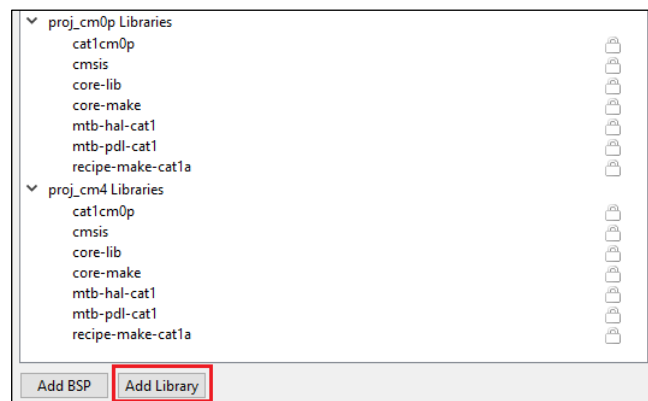 proj_cm0p Libraries
cat1cm0p
cmsis
core-lib
core-make
mtb-hal-cat1
mtb-pdl-cat1
recipe-make-cat1a
proj_cm4 Libraries
cat1cm0p
cmsis
core-lib
core-make
mtb-hal-cat1
mtb-pdl-cat1
recipe-make-cat1a
Add BSP Add Library